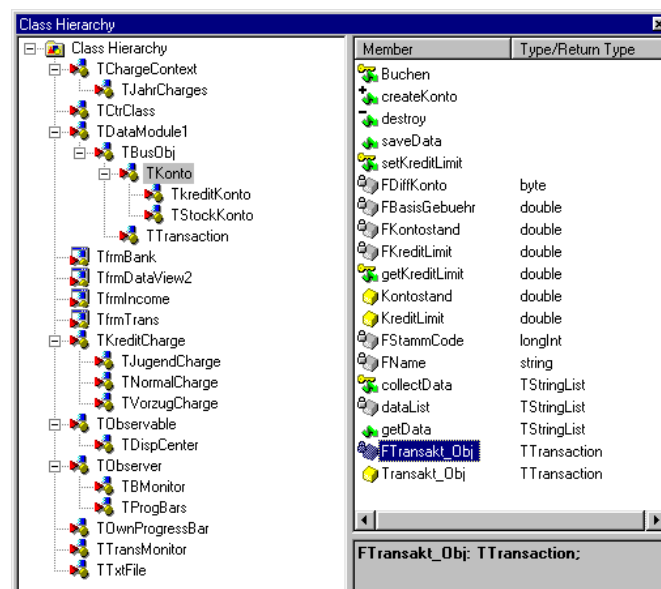 Class Hierarchy
Class Hierarchy
TChargeContext
TJahrCharges
TCtrClass
TDataModule1
TBusObj
TKonto
TkreditKonto
TStockKonto
TTransaction
TfrmBank
TfrmDataView2
TfrmIncome
TfrmTrans
TKreditCharge
TJugendCharge
TNormalCharge
TVorzugCharge
TObservable
TDispCenter
TObserver
TBMonitor
TProgBars
TOwnProgressBar
TTransMonitor
TTxtFile
Member Type/Return Type
Buchen
createKonto
destroy
saveData
setKreditLimit
FDiffKonto byte
FBasisGebuehr double
FKontostand double
FKreditLimit double
getKreditLimit double
Kontostand double
KreditLimit double
FStammCode longInt
FName string
collectData TStringList
dataList TStringList
getData TStringList
FTransakt_Obj TTransaction
Transakt_Obj TTransaction
FTransakt_Obj: TTransaction;